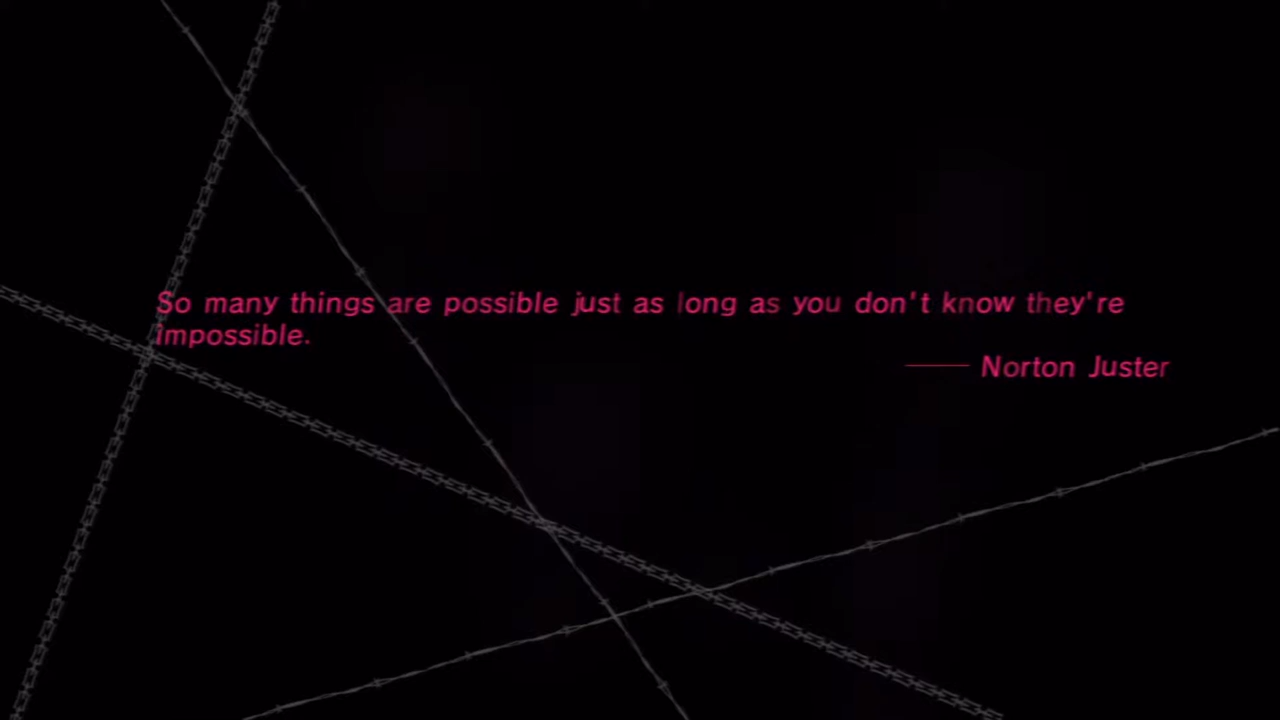 So many things are possible just as long as you don't know they're
impossible.
—— Norton Juster